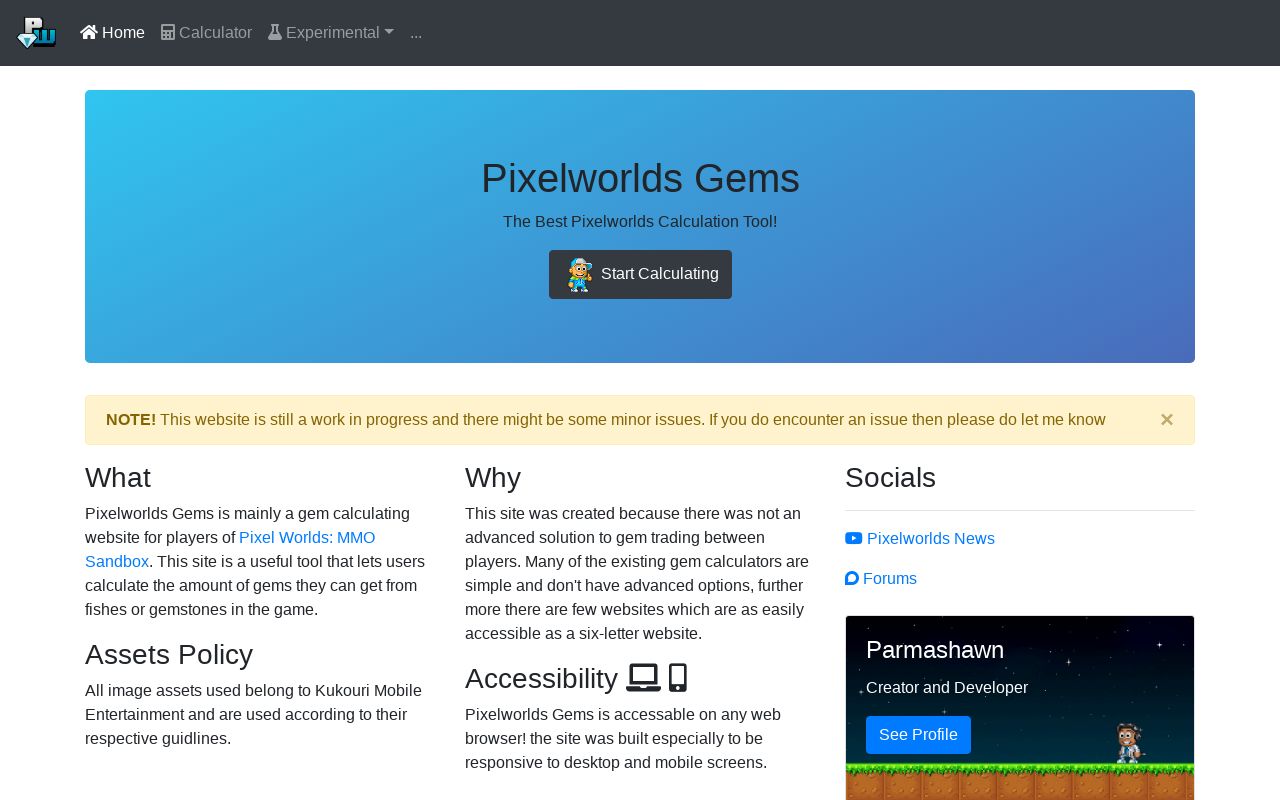 PW
Home Calculator Experimental ...
Pixelworlds Gems
The Best Pixelworlds Calculation Tool!
Start Calculating
NOTE! This website is still a work in progress and there might be some minor issues. If you do encounter an issue then please do let me know ×
What
Pixelworlds Gems is mainly a gem calculating
website for players of Pixel Worlds: MMO
Sandbox. This site is a useful tool that lets users
calculate the amount of gems they can get from
fishes or gemstones in the game.
Assets Policy
All image assets used belong to Kukouri Mobile
Entertainment and are used according to their
respective guidlines.
Why
This site was created because there was not an
advanced solution to gem trading between
players. Many of the existing gem calculators are
simple and don't have advanced options, further
more there are few websites which are as easily
accessible as a six-letter website.
Accessibility
Pixelworlds Gems is accessable on any web
browser! the site was built especially to be
responsive to desktop and mobile screens.
Socials
Pixelworlds News
Forums
Parmashawn
Creator and Developer
See Profile